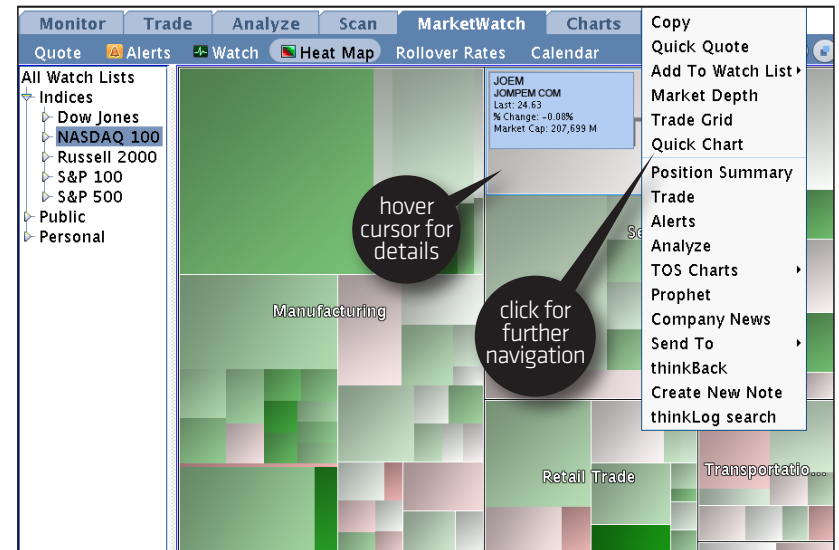 Monitor
Trade
Analyze
Scan
MarketWatch
Charts
Quote
Alerts
Watch
Heat Map
Rollover Rates
Calendar
All Watch Lists
Indices
Dow Jones
NASDAQ 100
Russell 2000
S&P 100
S&P 500
Public
Personal
JOEM
JOMPEM COM
Last: 24.63
% Change: -0.08%
Market Cap: 207,699 M
hover
cursor for
details
Manufacturing
Se
click for
further
navigation
Retail Trade
Transportatio...
Copy
Quick Quote
Add To Watch List
Market Depth
Trade Grid
Quick Chart
Position Summary
Trade
Alerts
Analyze
TOS Charts
Prophet
Company News
Send To
thinkBack
Create New Note
thinkLog search